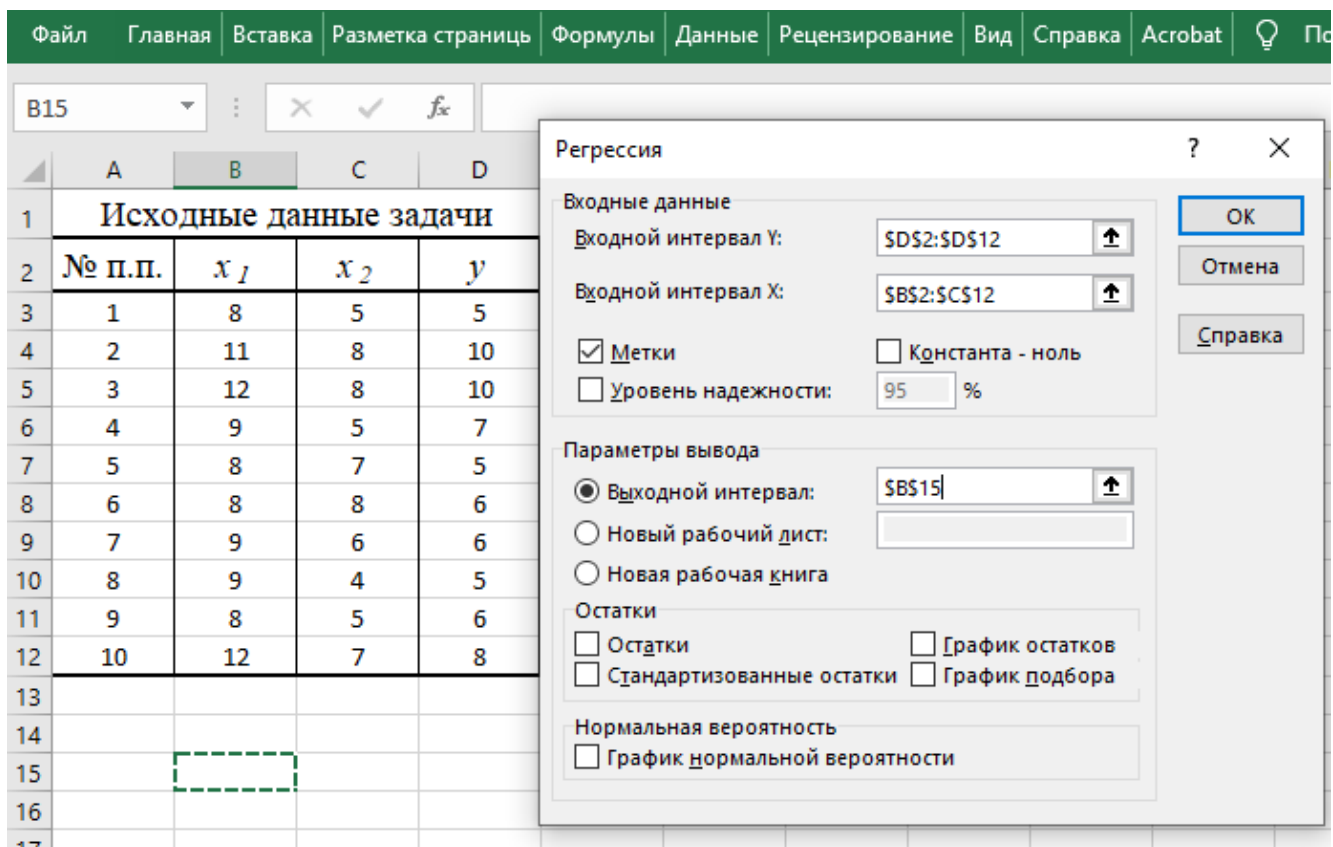 Файл Главная Вставка Разметка страниць Формулы Данные Рецензирование Вид Справка Acrobat
B15 fx
A B C D
1 Исходные данные задачи
2 № п.п. x 1 x 2 y
3 1 8 5 5
4 2 11 8 10
5 3 12 8 10
6 4 9 5 7
7 5 8 7 5
8 6 8 8 6
9 7 9 6 6
10 8 9 4 5
11 9 8 5 6
12 10 12 7 8
13
14
15
16
Регрессия ? ×
Входные данные
Входной интервал Y: $D$2:$D$12
Входной интервал X: $B$2:$C$12
Метки Константа - ноль
Уровень надежности: 95 %
Параметры вывода
Выходной интервал: $B$15
Новый рабочий лист:
Новая рабочая книга
Остатки
Остатки График остатков
Стандартизованные остатки График подбора
Нормальная вероятность
График нормальной вероятности
ОК
Отмена
Справка